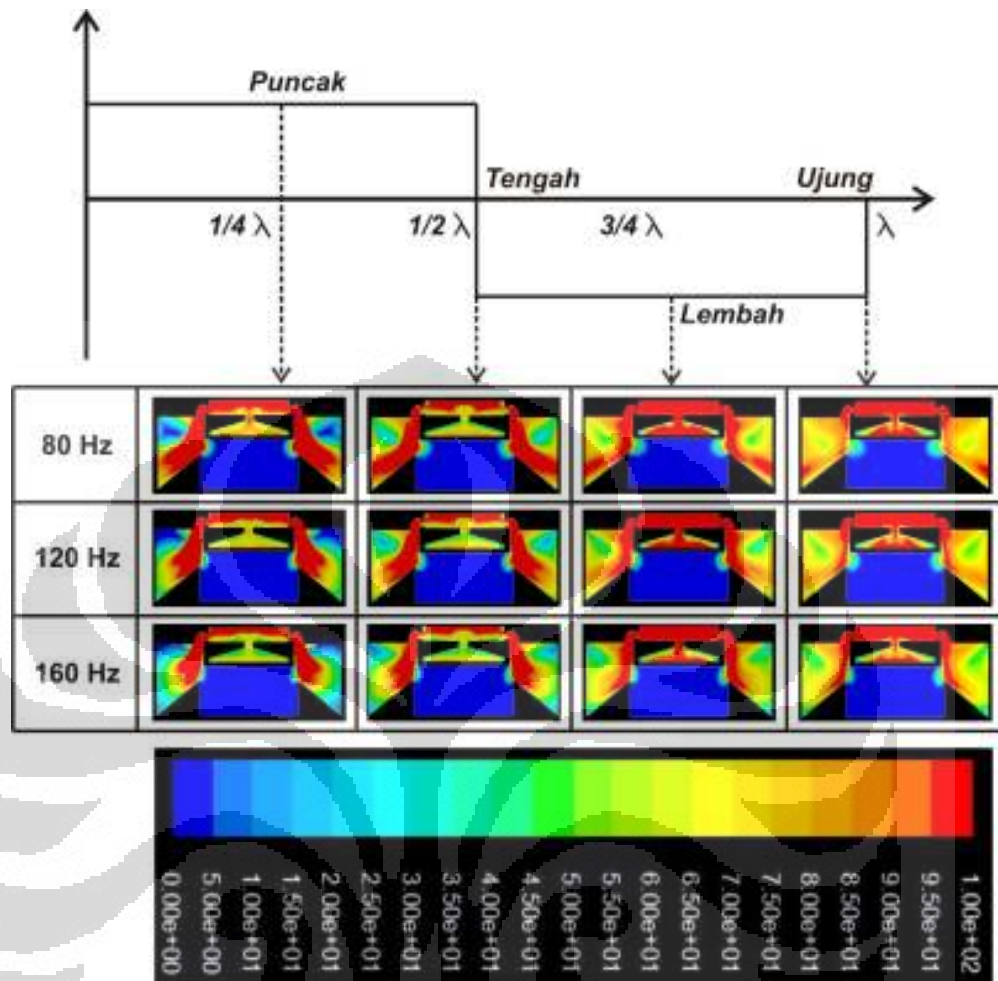 Puncak
Tengah
Ujung
1/4 λ
1/2 λ
3/4 λ
λ
Lembah
80 Hz
120 Hz
160 Hz
0.00e+00
5.00e+00
1.00e+01
1.50e+01
2.00e+01
2.50e+01
3.00e+01
3.50e+01
4.00e+01
4.50e+01
5.00e+01
5.50e+01
6.00e+01
6.50e+01
7.00e+01
7.50e+01
8.00e+01
8.50e+01
9.00e+01
9.50e+01
1.00e+02